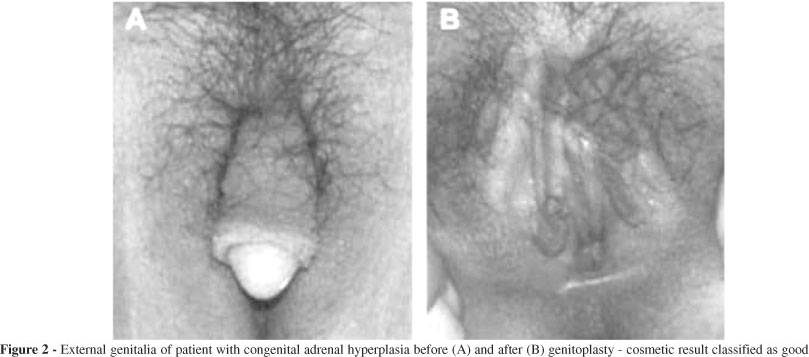 A
B
Figure 2 - External genitalia of patient with congenital adrenal hyperplasia before (A) and after (B) genitoplasty - cosmetic result classified as good